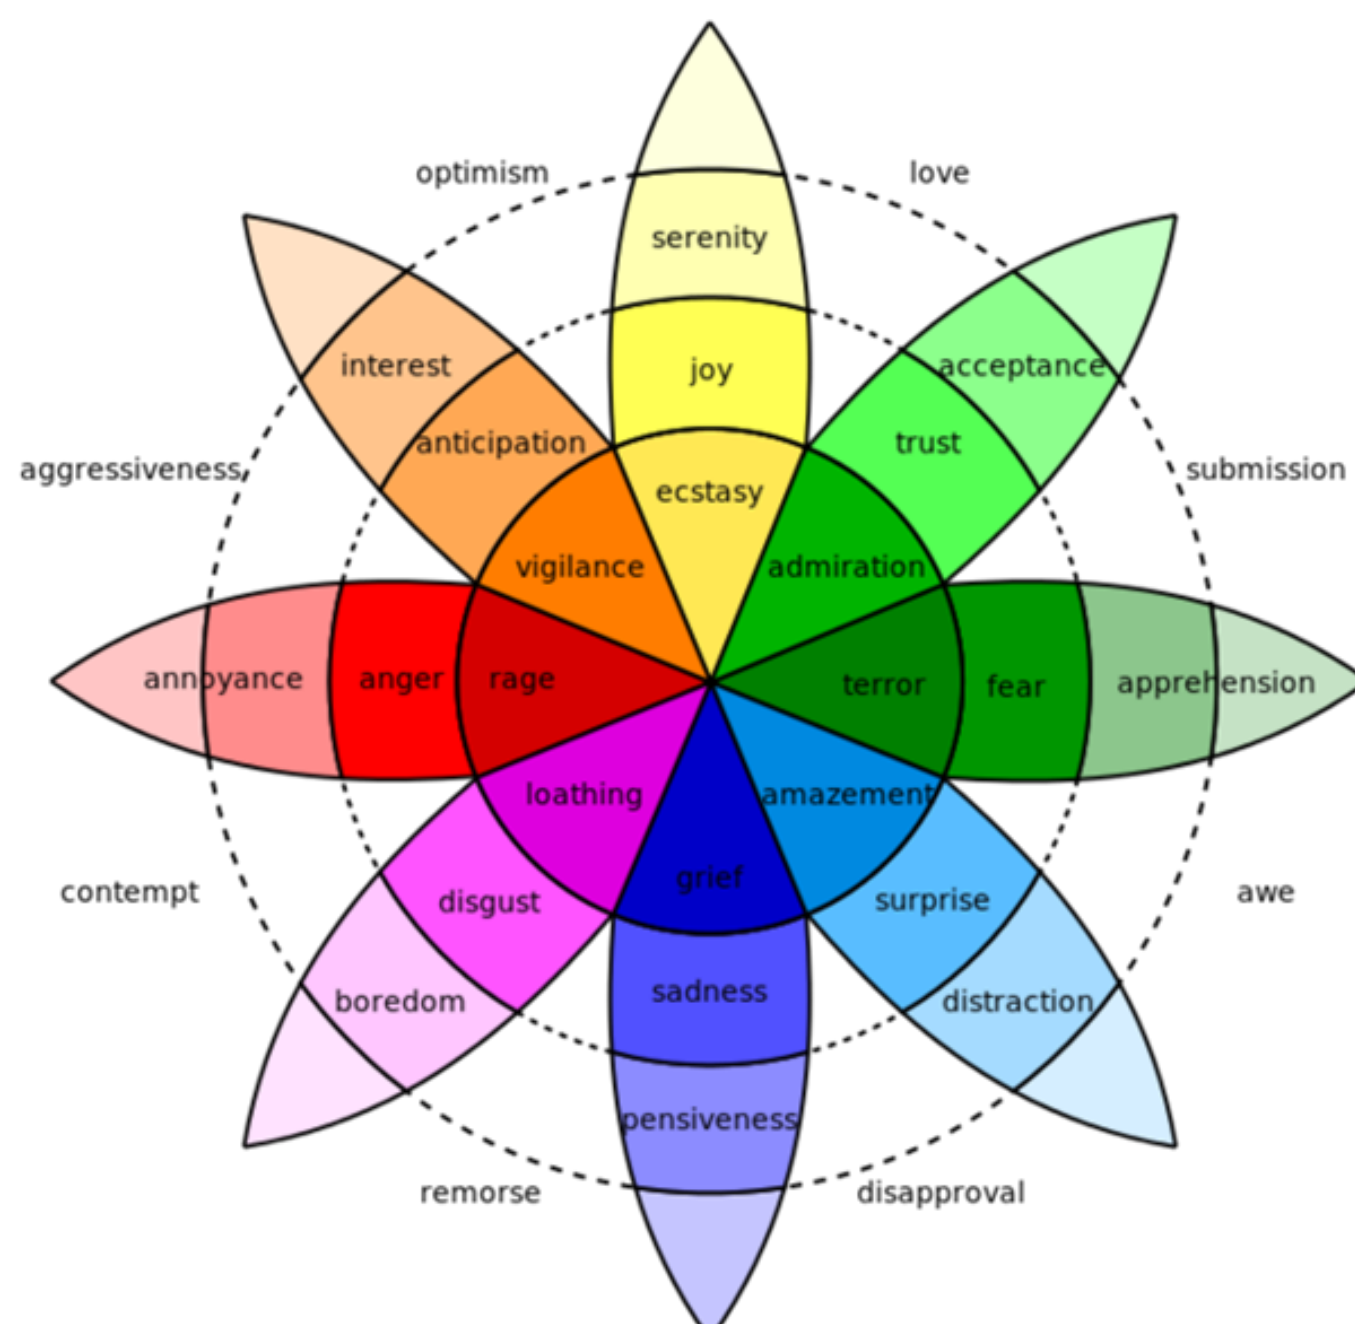 optimism
love
serenity
interest
acceptance
joy
anticipation
trust
aggressiveness
submission
ecstasy
vigilance
admiration
annoyance
anger
rage
terror
fear
apprehension
loathing
amazement
grief
contempt
awe
disgust
surprise
sadness
boredom
distraction
pensiveness
remorse
disapproval